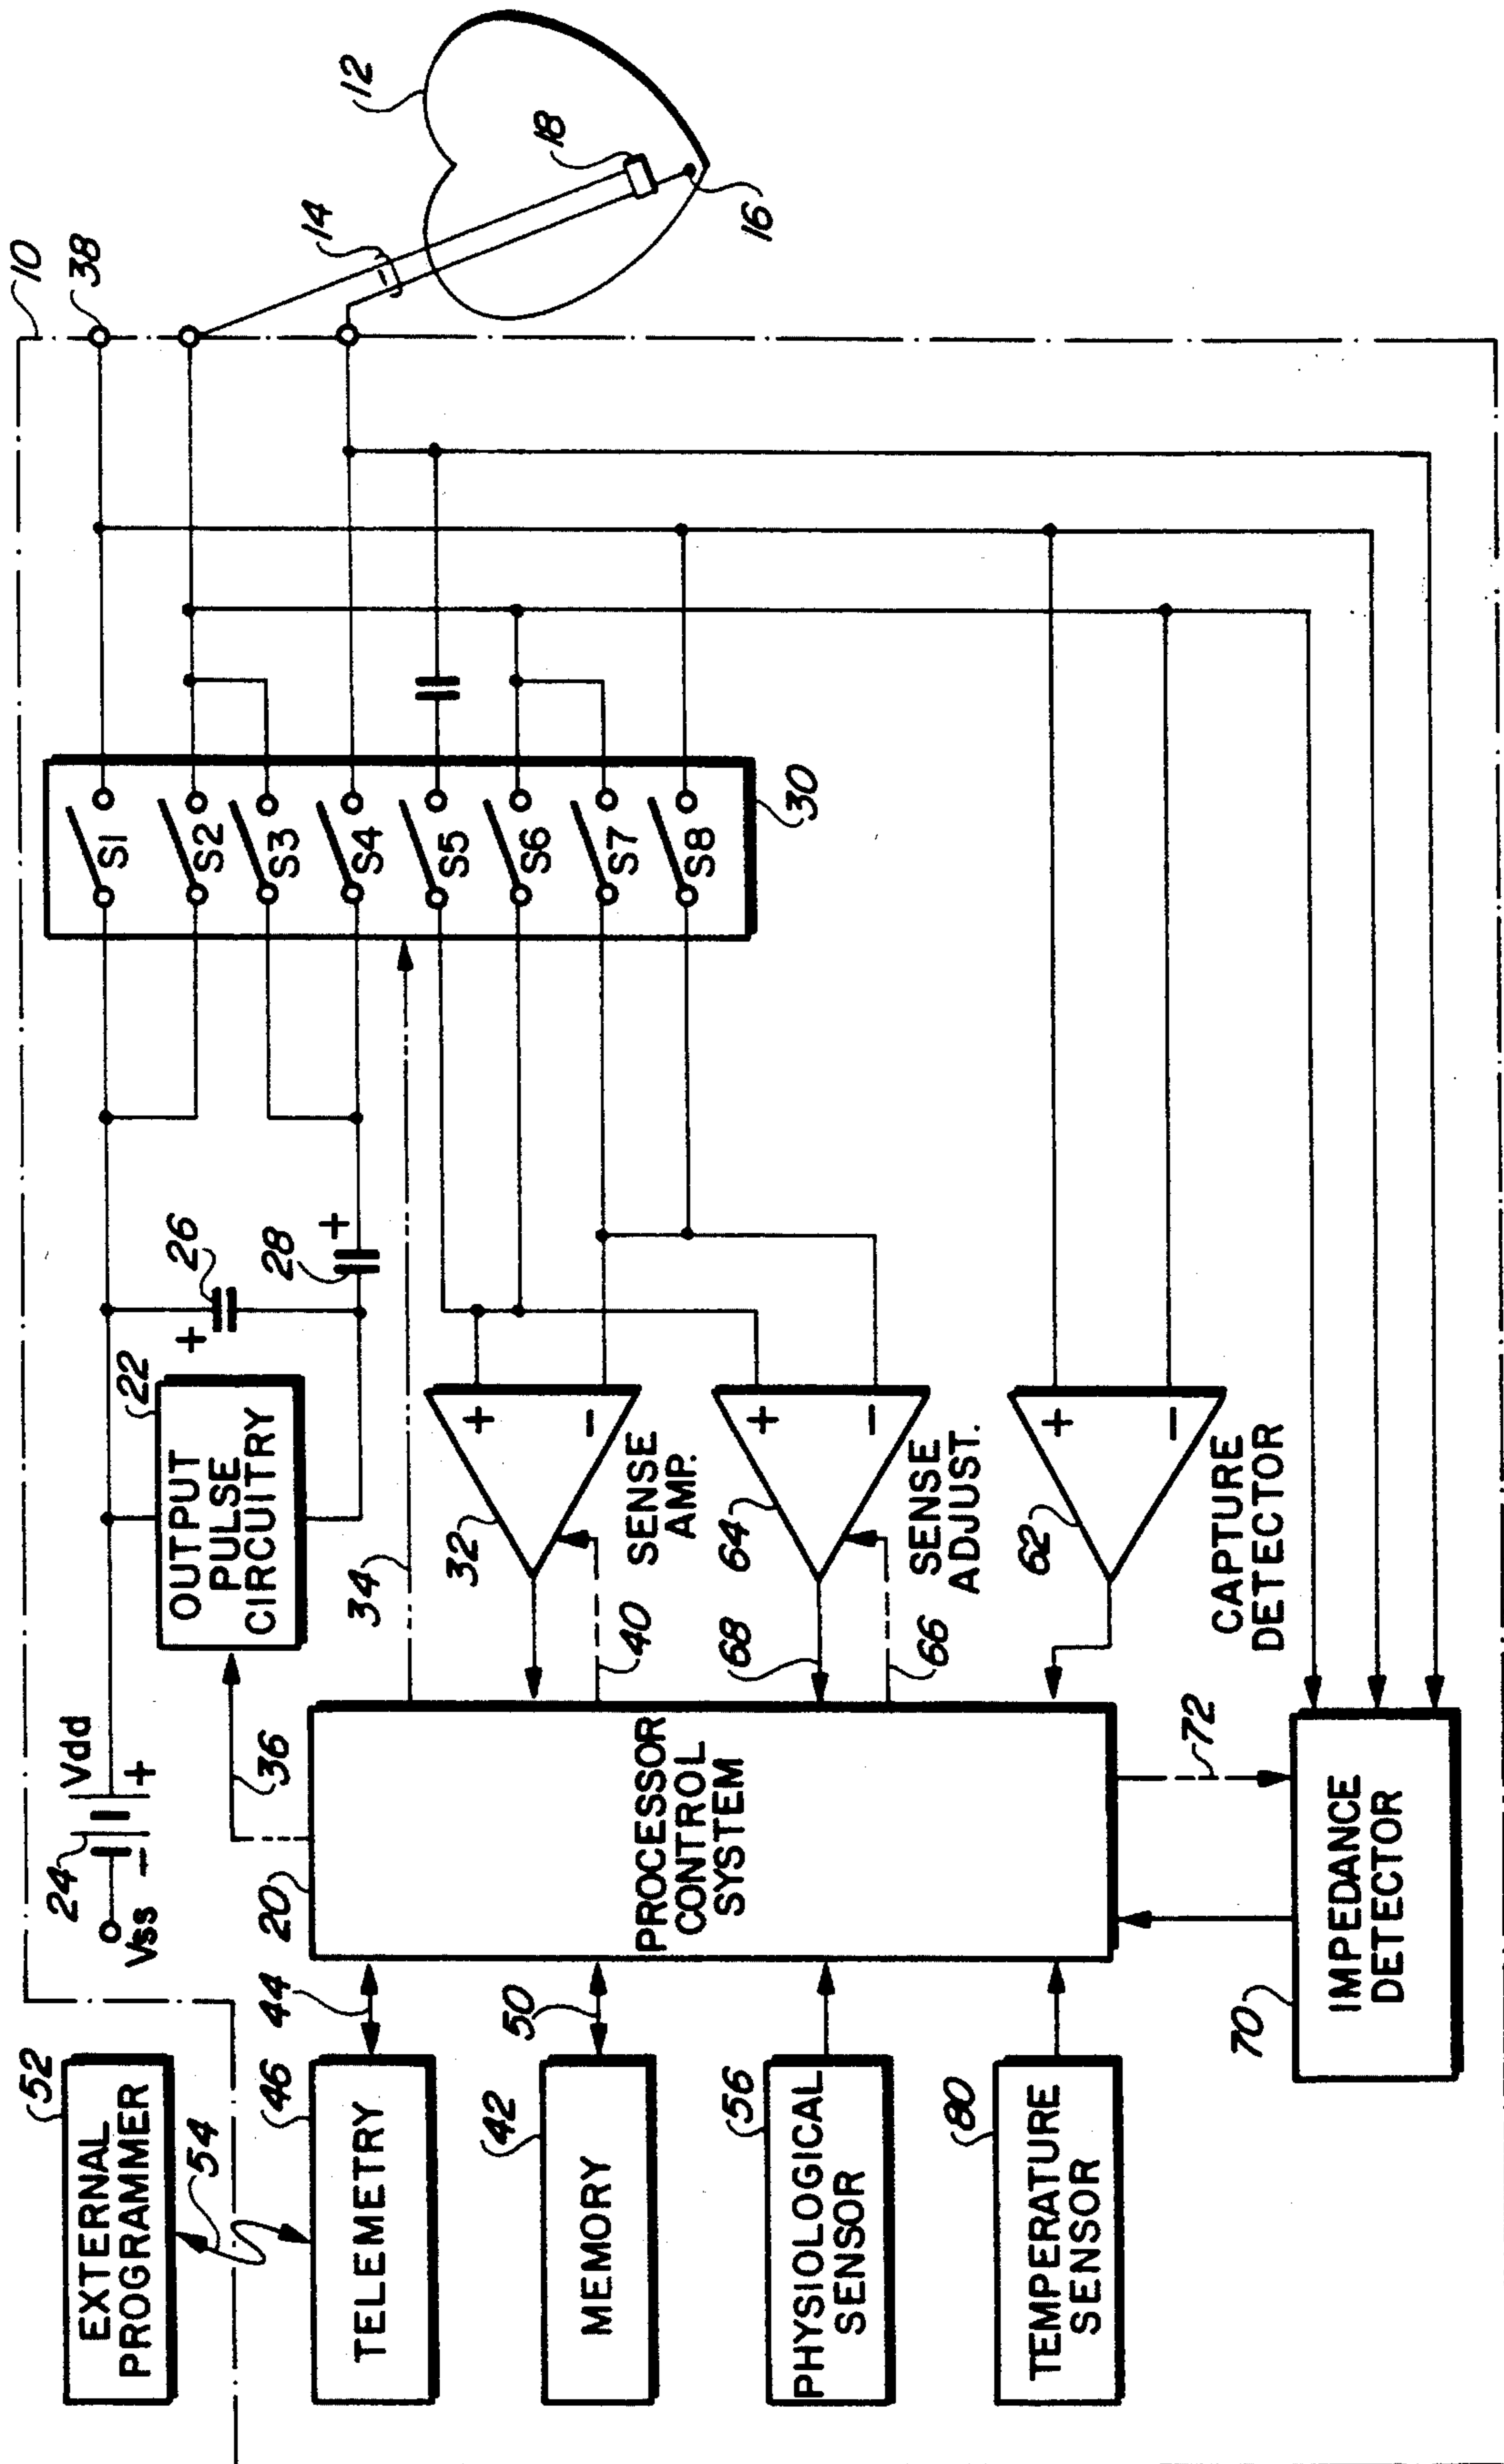 10
38
14
12
18
16
52
EXTERNAL
PROGRAMMER
54
24
Vdd
+
−
Vss
22
OUTPUT
PULSE
CIRCUITRY
36
26
+
28
+
S1
S2
S3
S4
S5
S6
S7
S8
30
34
46
TELEMETRY
44
20
PROCESSOR
CONTROL
SYSTEM
32
+
−
SENSE
AMP.
40
42
MEMORY
50
64
+
−
SENSE
ADJUST.
68
66
56
PHYSIOLOGICAL
SENSOR
62
+
−
CAPTURE
DETECTOR
80
TEMPERATURE
SENSOR
72
70
IMPEDANCE
DETECTOR